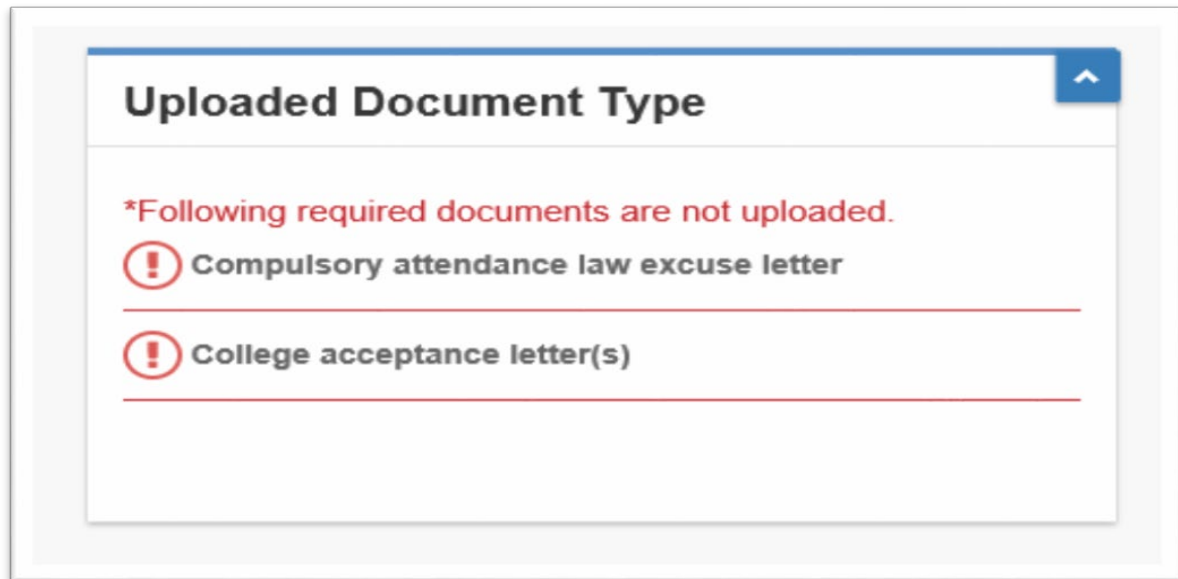 Uploaded Document Type
*Following required documents are not uploaded.
Compulsory attendance law excuse letter
College acceptance letter(s)